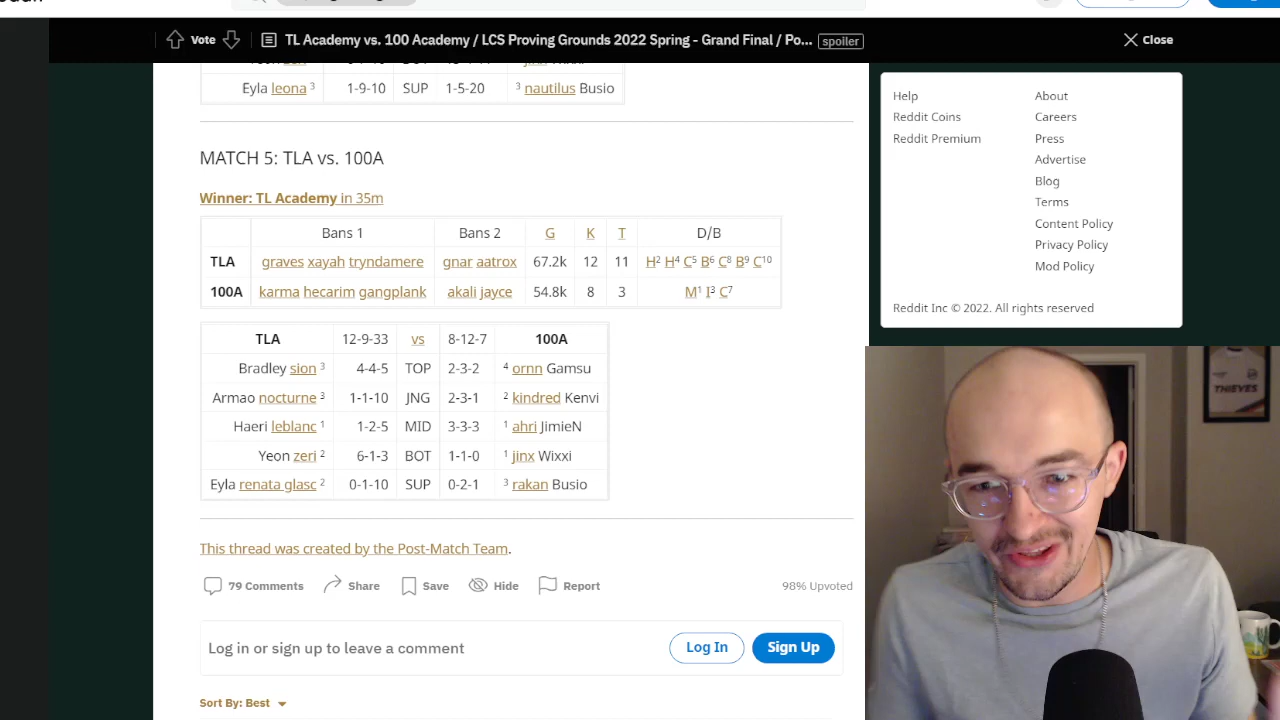 Vote TL Academy vs. 100 Academy / LCS Proving Grounds 2022 Spring - Grand Final / Po... spoiler Close
Eyla leona 3 1-9-10 SUP 1-5-20 3 nautilus Busio
MATCH 5: TLA vs. 100A
Winner: TL Academy in 35m
Bans 1 Bans 2 G K T D/B
TLA graves xayah tryndamere gnar aatrox 67.2k 12 11 H2 H4 C5 B6 C8 B9 C10
100A karma hecarim gangplank akali jayce 54.8k 8 3 M1 I3 C7
TLA 12-9-33 vs 8-12-7 100A
Bradley sion 3 4-4-5 TOP 2-3-2 4 ornn Gamsu
Armao nocturne 3 1-1-10 JNG 2-3-1 2 kindred Kenvi
Haeri leblanc 1 1-2-5 MID 3-3-3 1 ahri JimieN
Yeon zeri 2 6-1-3 BOT 1-1-0 1 jinx Wixxi
Eyla renata glasc 2 0-1-10 SUP 0-2-1 3 rakan Busio
This thread was created by the Post-Match Team.
79 Comments Share Save Hide Report 98% Upvoted
Log in or sign up to leave a comment Log In Sign Up
Sort By: Best
Help About
Reddit Coins Careers
Reddit Premium Press
Advertise
Blog
Terms
Content Policy
Privacy Policy
Mod Policy
Reddit Inc © 2022. All rights reserved
THIEVES